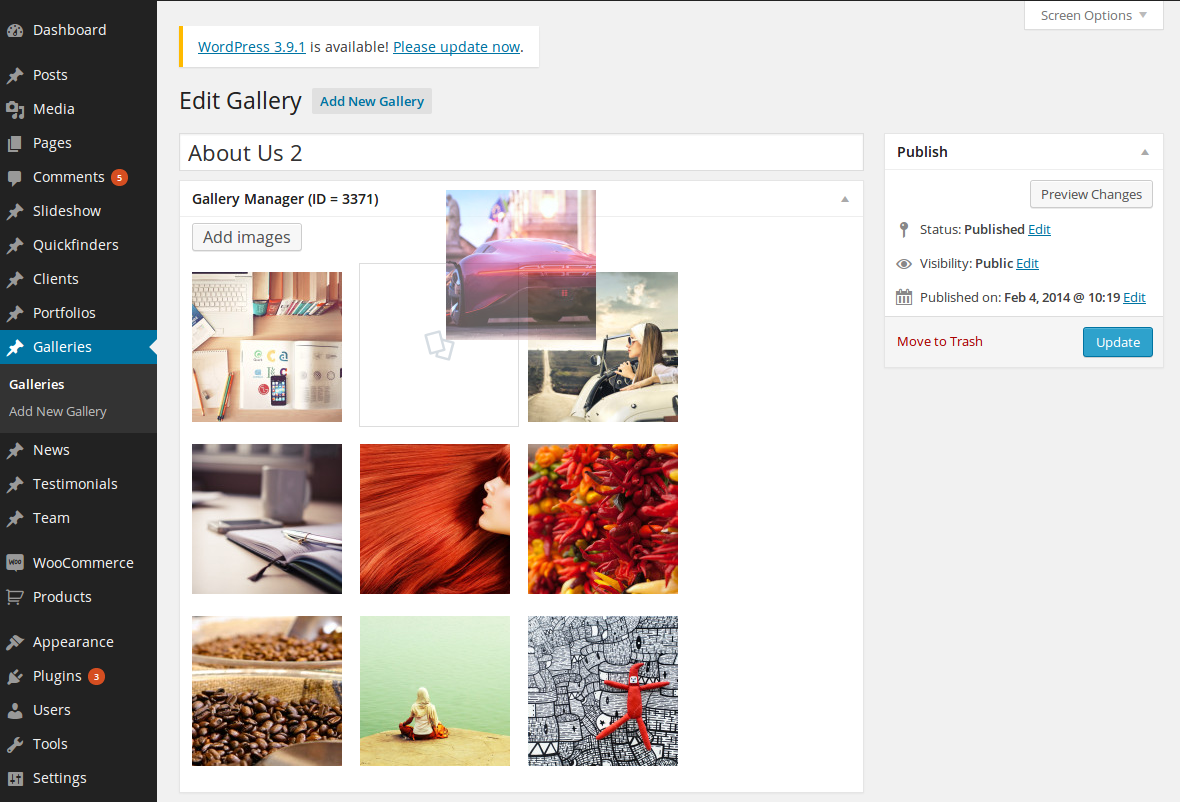 Dashboard
Posts
Media
Pages
Comments 5
Slideshow
Quickfinders
Clients
Portfolios
Galleries
Galleries
Add New Gallery
News
Testimonials
Team
WooCommerce
Products
Appearance
Plugins 3
Users
Tools
Settings
Screen Options
WordPress 3.9.1 is available! Please update now.
Edit Gallery Add New Gallery
About Us 2
Gallery Manager (ID = 3371)
Add images
Publish
Preview Changes
Status: Published Edit
Visibility: Public Edit
Published on: Feb 4, 2014 @ 10:19 Edit
Move to Trash Update